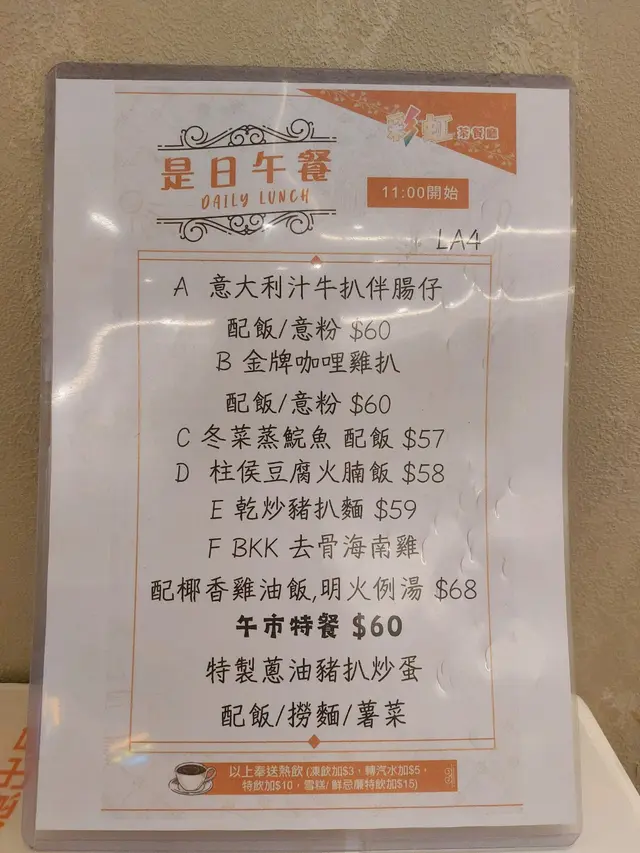 彩虹 茶餐廳
是日午餐
DAILY LUNCH
11:00開始
LA4
A 意大利汁牛扒伴腸仔
配飯/意粉 $60
B 金牌咖哩雞扒
配飯/意粉 $60
C 冬菜蒸鯇魚 配飯 $57
D 柱侯豆腐火腩飯 $58
E 乾炒豬扒麵 $59
F BKK 去骨海南雞
配椰香雞油飯,明火例湯 $68
午市特餐 $60
特製蔥油豬扒炒蛋
配飯/撈麵/薯菜
以上奉送熱飲 (凍飲加$3，轉汽水加$5，
特飲加$10，雪糕/ 鮮忌廉特飲加$15)